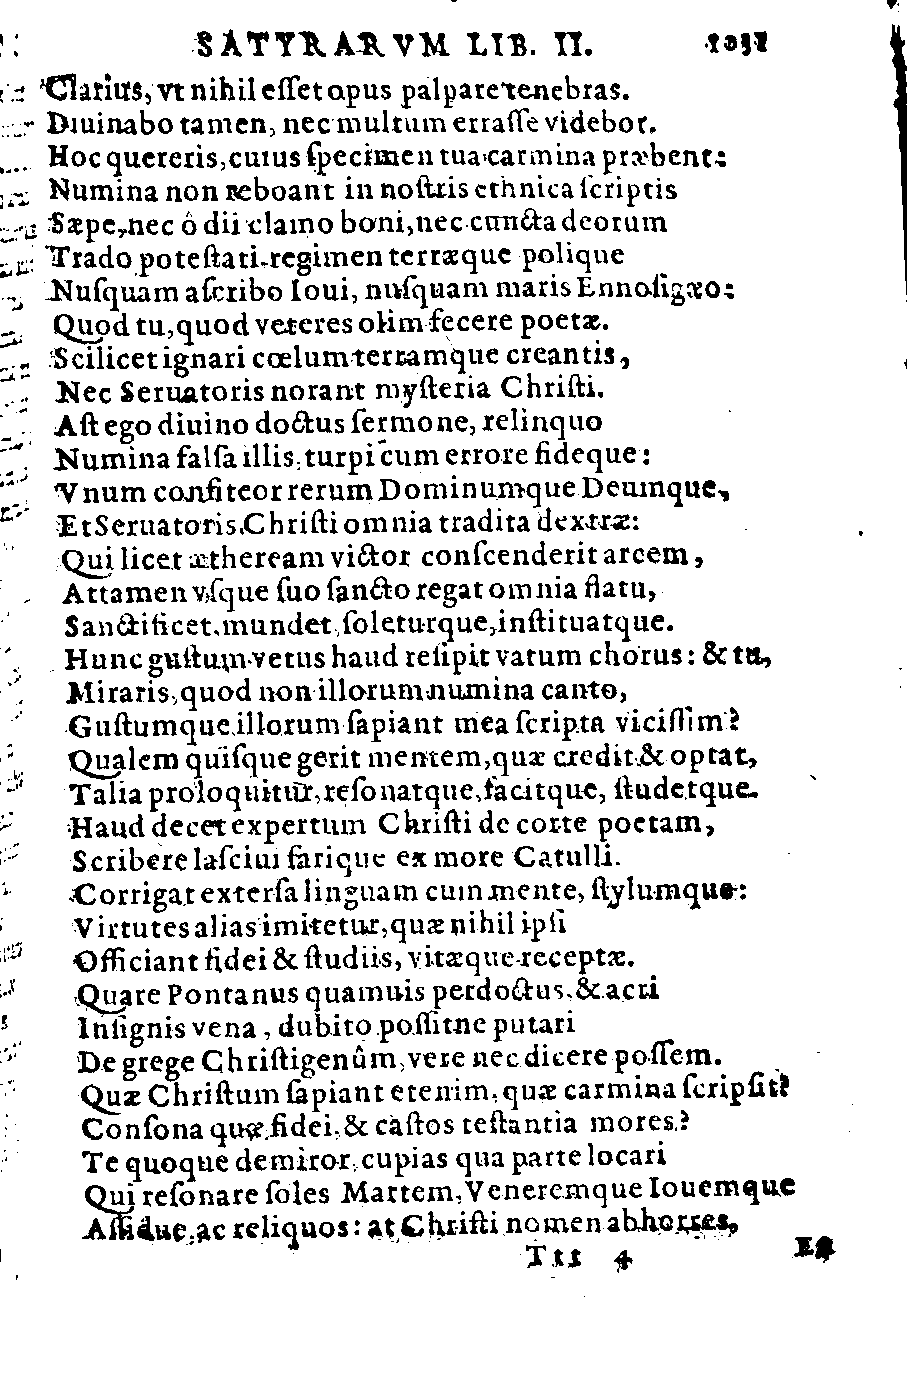 SATYRARVM LIB. II. 1031
Clarius, vt nihil eſſet opus palpare tenebras.
Diuinabo tamen, nec multum erraſſe videbor.
Hoc quereris, cuius ſpecimen tua carmina præbent:
Numina non reboant in noſtris ethnica ſcriptis
Sæpe, nec ô dii clamo boni, nec cuncta deorum
Trado poteſtati, regimen terræque polique
Nuſquam aſcribo Ioui, nuſquam maris Ennoſigæo:
Quod tu, quod veteres olim fecere poetæ.
Scilicet ignari cœlum terramque creantis,
Nec Seruatoris norant myſteria Chriſti.
Aſt ego diuino doctus ſermone, relinquo
Numina falſa illis, turpi cum errore fideque:
Vnum confiteor rerum Dominumque Deumque,
Et Seruatoris Chriſti omnia tradita dextræ:
Qui licet ætheream victor conſcenderit arcem,
Attamen vſque ſuo ſancto regat omnia flatu,
Sanctificet, mundet, ſoleturque, inſtituatque.
Hunc guſtum vetus haud reſipit vatum chorus: & tu,
Miraris, quod non illorum numina canto,
Guſtumque illorum ſapiant mea ſcripta viciſſim?
Qualem quiſque gerit mentem, quæ credit & optat,
Talia proloquitur, reſonatque, facitque, ſtudetque.
Haud decet expertum Chriſti de corte poetam,
Scribere laſciui farique ex more Catulli.
Corrigat exterſa linguam cum mente, ſtylumque:
Virtutes alias imitetur, quæ nihil ipſi
Officiant fidei & ſtudiis, vitæque receptæ.
Quare Pontanus quamuis perdoctus, & acri
Inſignis vena, dubito poſſitne putari
De grege Chriſtigenûm, vere nec dicere poſſem.
Quæ Chriſtum ſapiant etenim, quæ carmina ſcripſit?
Conſona quæ fidei, & caſtos teſtantia mores?
Te quoque demiror, cupias qua parte locari
Qui reſonare ſoles Martem, Veneremque Iouemque
Aſſidue, ac reliquos: at Chriſti nomen abhorres,
Ttt 4 Et